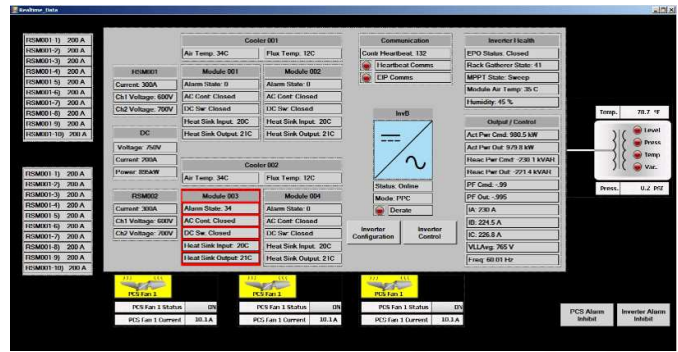 Realtime_Data
RSM001-1) 200 A
RSM001-2) 200 A
RSM001-3) 200 A
RSM001-4) 200 A
RSM001-5) 200 A
RSM001-6) 200 A
RSM001-7) 200 A
RSM001-8) 200 A
RSM001-9) 200 A
RSM001-10) 200 A
RSM001-1) 200 A
RSM001-2) 200 A
RSM001-3) 200 A
RSM001-4) 200 A
RSM001-5) 200 A
RSM001-6) 200 A
RSM001-7) 200 A
RSM001-8) 200 A
RSM001-9) 200 A
RSM001-10) 200 A
RSM001
Current: 300A
Ch1 Voltage: 600V
Ch2 Voltage: 700V
DC
Voltage: 750V
Current: 200A
Power: 856kW
RSM002
Current: 300A
Ch1 Voltage: 600V
Ch2 Voltage: 700V
Cooler 001
Air Temp: 34C
Flux Temp: 12C
Module 001
Alarm State: 0
AC Cont: Closed
DC Sw: Closed
Heat Sink Input: 20C
Heat Sink Output: 21C
Module 002
Alarm State: 0
AC Cont: Closed
DC Sw: Closed
Heat Sink Input: 20C
Heat Sink Output: 21C
Cooler 002
Air Temp: 34C
Flux Temp: 12C
Module 003
Alarm State: 34
AC Cont: Closed
DC Sw: Closed
Heat Sink Input: 20C
Heat Sink Output: 21C
Module 004
Alarm State: 0
AC Cont: Closed
DC Sw: Closed
Heat Sink Input: 20C
Heat Sink Output: 21C
Communication
Contr Heartbeat: 132
Heartbeat Comms
CIP Comms
InvB
Status: Online
Mode: PPC
Derate
Inverter
Configuration
Inverter
Control
Inverter Health
EPO Status: Closed
Rack Gatherer State: 41
MPPT State: Sweep
Module Air Temp: 35 C
Humidity: 45 %
Output / Control
Act Pwr Cmd: 980.5 kW
Act Pwr Out: 979.8 kW
Reac Pwr Cmd: -230.1 kVAR
Reac Pwr Out: -221.4 kVAR
PF Cmd: -.99
PF Out: -.995
IA: 230 A
IB: 224.5 A
IC: 226.8 A
VLLAvg: 765 V
Freq: 60.01 Hz
Temp. 78.7 °F
Level
Press
Temp
Vac.
Press. 0.2 PSI
PCS Fan 1
PCS Fan 1 Status ON
PCS Fan 1 Current 10.1 A
PCS Fan 1
PCS Fan 1 Status ON
PCS Fan 1 Current 10.1 A
PCS Fan 1
PCS Fan 1 Status ON
PCS Fan 1 Current 10.1 A
PCS Alarm
Inhibit
Inverter Alarm
Inhibit